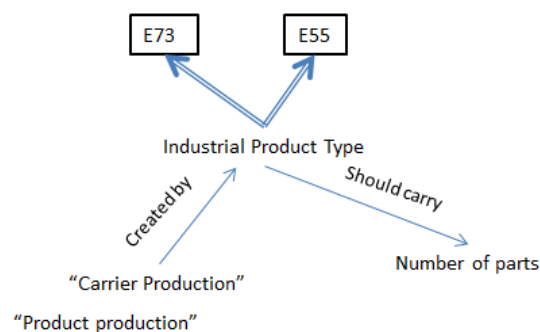 E73
E55
Industrial Product Type
Created by
Should carry
Number of parts
“Carrier Production”
“Product production”